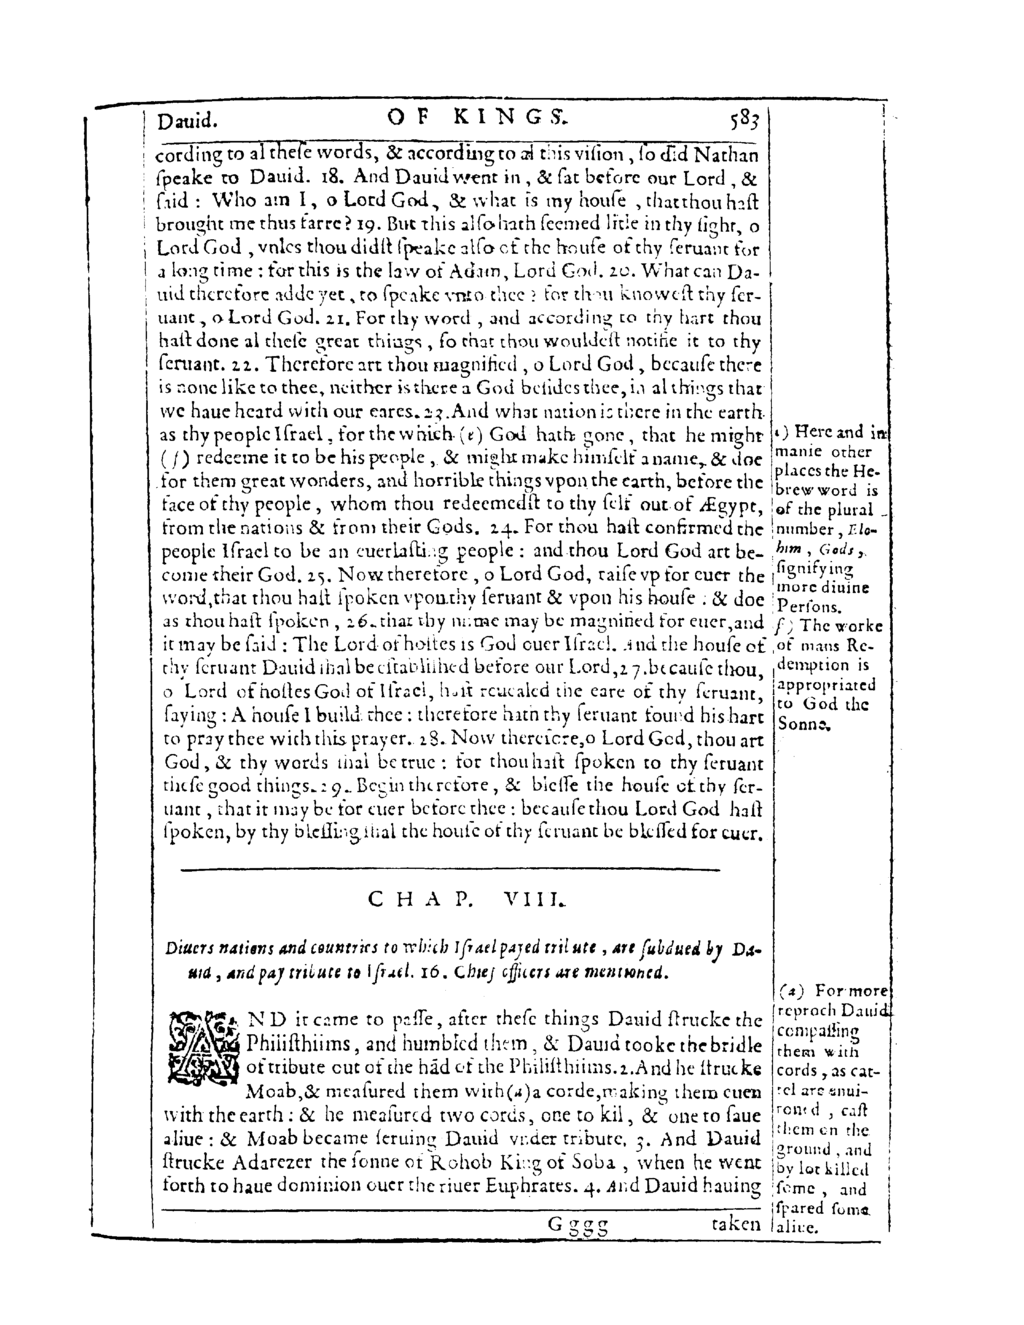 Dauid. OF KINGS. 583
cording to al theſe words, & according to al this viſion, ſo did Nathan
ſpeake to Dauid. 18. And Dauid went in, & ſat before our Lord, &
ſaid: Who am I, o Lord God, & what is my houſe, that thou haſt
brought me thus farre? 19. But this alſo hath ſeemed litle in thy ſight, o
Lord God, vnles thou didſt ſpeake alſo of the houſe of thy ſeruant for
a long time: for this is the law of Adam, Lord God. 20. What can Da-
uid therefore adde yet, to ſpeake vnto thee? for thou knoweſt thy ſer-
uant, o Lord God. 21. For thy word, and according to thy hart thou
haſt done al theſe great things, ſo that thou wouldeſt notifie it to thy
ſeruant. 22. Therefore art thou magnified, o Lord God, becauſe there
is none like to thee, neither is there a God beſides thee, in al things that
we haue heard with our eares. 23. And what nation is there in the earth
as thy people Iſrael, for the which (e) God hath gone, that he might
(f) redeeme it to be his people, & might make himſelf a name, & doe
for them great wonders, and horrible things vpon the earth, before the
face of thy people, whom thou redeemedſt to thy ſelf out of Ægypt,
from the nations & from their Gods. 24. For thou haſt confirmed the
people Iſrael to be an euerlaſting people: and thou Lord God art be-
come their God. 25. Now therefore, o Lord God, raiſe vp for euer the
word, that thou haſt ſpoken vpon thy ſeruant & vpon his houſe: & doe
as thou haſt ſpoken, 26. that thy name may be magnified for euer, and
it may be ſaid: The Lord of hoſtes is God ouer Iſrael. And the houſe of
thy ſeruant Dauid ſhal be eſtabliſhed before our Lord, 27. becauſe thou,
o Lord of hoſtes God of Iſrael, haſt reuealed the eare of thy ſeruant,
ſaying: A houſe I build thee: therefore hath thy ſeruant found his hart
to pray thee with this prayer. 28. Now therefore, o Lord God, thou art
God, & thy words ſhal be true: for thou haſt ſpoken to thy ſeruant
theſe good things. 29. Begin therefore, & bleſſe the houſe of thy ſer-
uant, that it may be for euer before thee: becauſe thou Lord God haſt
ſpoken, by thy bleſſing ſhal the houſe of thy ſeruant be bleſſed for euer.
e) Here and in
manie other
places the He-
brew word is
of the plural
number, Elo-
him, Gods,
ſignifying
more diuine
Perſons.
f) The worke
of mans Re-
demption is
appropriated
to God the
Sonne.
CHAP. VIII.
Diuers nations and countries to which Iſrael payed tribute, are ſubdued by Da-
uid, and pay tribute to Iſrael. 16. Chief officers are mentioned.
AND it came to paſſe, after theſe things Dauid ſtrucke the
Philiſthiims, and humbled them, & Dauid tooke the bridle
of tribute out of the hãd of the Philiſthiims. 2. And he ſtrucke
Moab, & meaſured them with (a) a corde, making them euen
with the earth: & he meaſured two cords, one to kil, & one to ſaue
aliue: & Moab became ſeruing Dauid vnder tribute. 3. And Dauid
ſtrucke Adarezer the ſonne of Rohob King of Soba, when he went
forth to haue dominion ouer the riuer Euphrates. 4. And Dauid hauing
(a) For more
reproch Dauid
compaſſing
them with
cords, as cat-
tel are enui-
roned, caſt
them on the
ground, and
by lot killed
ſome, and
ſpared ſome
aliue.
Gggg taken